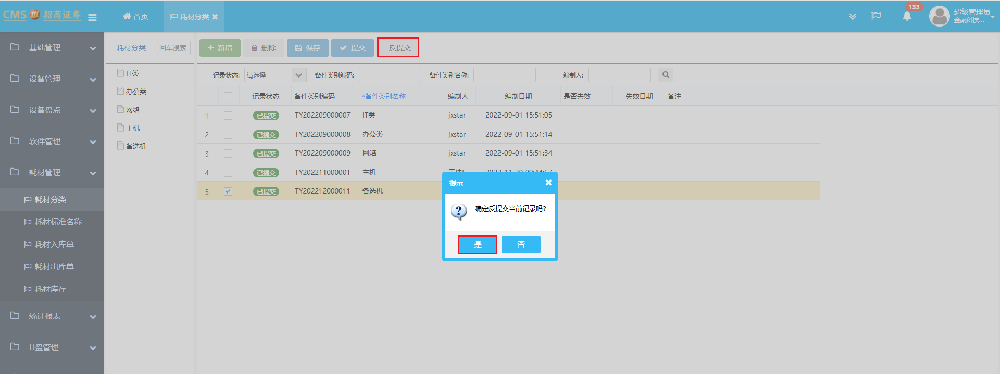 CMS 招商证券
首页
耗材分类
133
超级管理员
金融科技...
基础管理
设备管理
设备盘点
软件管理
耗材管理
耗材分类
耗材标准名称
耗材入库单
耗材出库单
耗材库存
统计报表
U盘管理
耗材分类 回车搜索
IT类
办公类
网络
主机
备选机
新增 删除 保存 提交 反提交
记录状态: 请选择 备件类别编码: 备件类别名称: 编制人:
记录状态 备件类别编码 *备件类别名称 编制人 编制日期 是否失效 失效日期 备注
1 已提交 TY202209000007 IT类 jxstar 2022-09-01 15:51:05
2 已提交 TY202209000008 办公类 jxstar 2022-09-01 15:51:14
3 已提交 TY202209000009 网络 jxstar 2022-09-01 15:51:34
4 已提交 TY202211000001 主机
5 已提交 TY202212000011 备选机
提示
确定反提交当前记录吗?
是 否